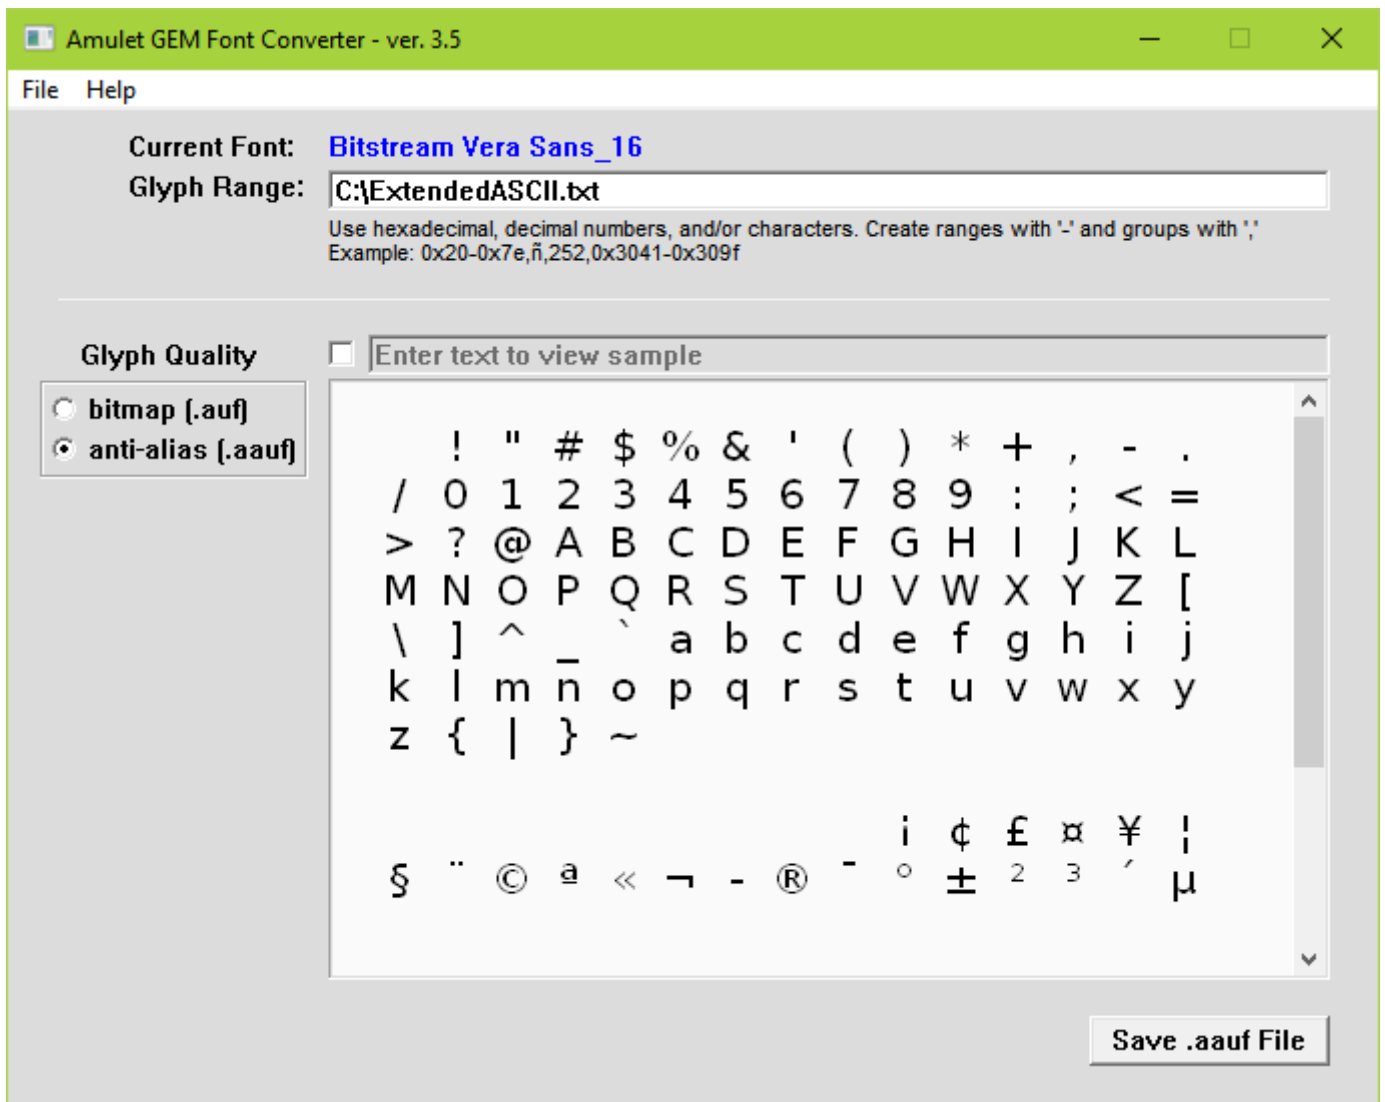 Amulet GEM Font Converter - ver. 3.5
File Help
Current Font: Bitstream Vera Sans_16
Glyph Range: C:\ExtendedASCII.txt
Use hexadecimal, decimal numbers, and/or characters. Create ranges with '-' and groups with ','
Example: 0x20-0x7e,ñ,252,0x3041-0x309f
Glyph Quality Enter text to view sample
bitmap (.auf)
anti-alias (.aauf)
! " # $ % & ' ( ) * + , - .
/ 0 1 2 3 4 5 6 7 8 9 : ; < =
> ? @ A B C D E F G H I J K L
M N O P Q R S T U V W X Y Z [
\ ] ^ _ ` a b c d e f g h i j
k l m n o p q r s t u v w x y
z { | } ~
¡ ¢ £ ¤ ¥ ¦
§ ¨ © ª « ¬ - ® ¯ ° ± ² ³ ´ µ
Save .aauf File